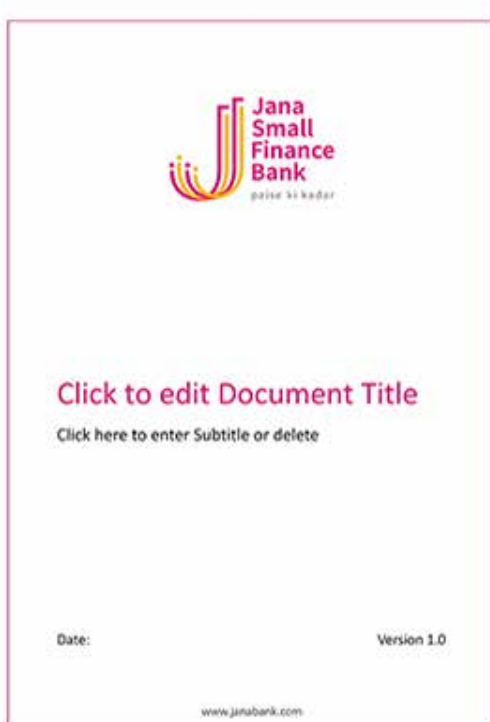 Jana
Small
Finance
Bank
paise ki kadar
Click to edit Document Title
Click here to enter Subtitle or delete
Date:
Version 1.0
www.janabank.com